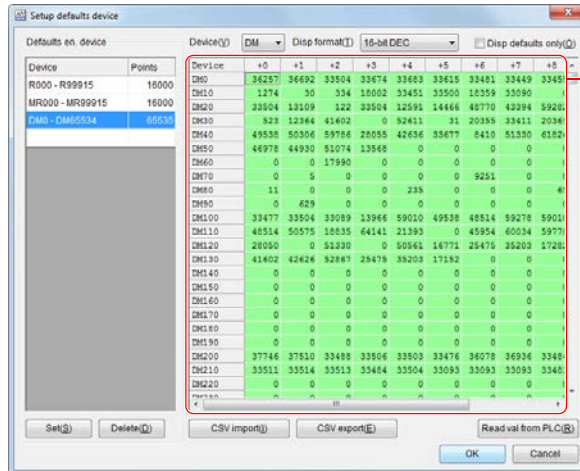 Setup defaults device
Defaults en. device
Device(V) DM Disp format(T) 16-bit DEC Disp defaults only(O)
Device Points
R000 - R99915 16000
MR000 - MR99915 16000
DM0 - DM65534 65535
Device +0 +1 +2 +3 +4 +5 +6 +7 +8
DM0 36257 36692 33504 33674 33683 33615 33481 33449
DM10 1274 30 334 18002 33451 33500 18359 33090
DM20 33504 13109 122 33504 12591 14466 48770 43394
DM30 523 12364 41602 0 52611 31 20355 33411
DM40 49538 50306 59786 28055 42636 33677 8410 51330
DM50 46978 44930 51074 13568
DM60 0 0 17990 0 0 0 0 0
DM70 0 5 0 0 0 0 9251 0
DM80 11 0 0 0 235 0 0 0
DM90 0 629 0 0 0 0 0 0
DM100 33477 33504 33089 13966 59010 49538 48514 59278
DM110 48514 50575 18835 64141 21393 0 45954 60034
DM120 28050 0 51330 0 50561 16771 25475 35203
DM130 41602 42626 52867 25475 35203 17152 0 0
DM140 0 0 0 0 0 0 0 0
DM150 0 0 0 0 0 0 0 0
DM160 0 0 0 0 0 0 0 0
DM170 0 0 0 0 0 0 0 0
DM180 0 0 0 0 0 0 0 0
DM190 0 0 0 0 0 0 0 0
DM200 37746 37510 33488 33506 33503 33476 36078 36936
DM210 33511 33514 33513 33484 33504 33093 33093 33093
DM220 0 0 0 0 0 0 0 0
Set(S) Delete(D) CSV import(I) CSV export(E) Read val from PLC(R)
OK Cancel